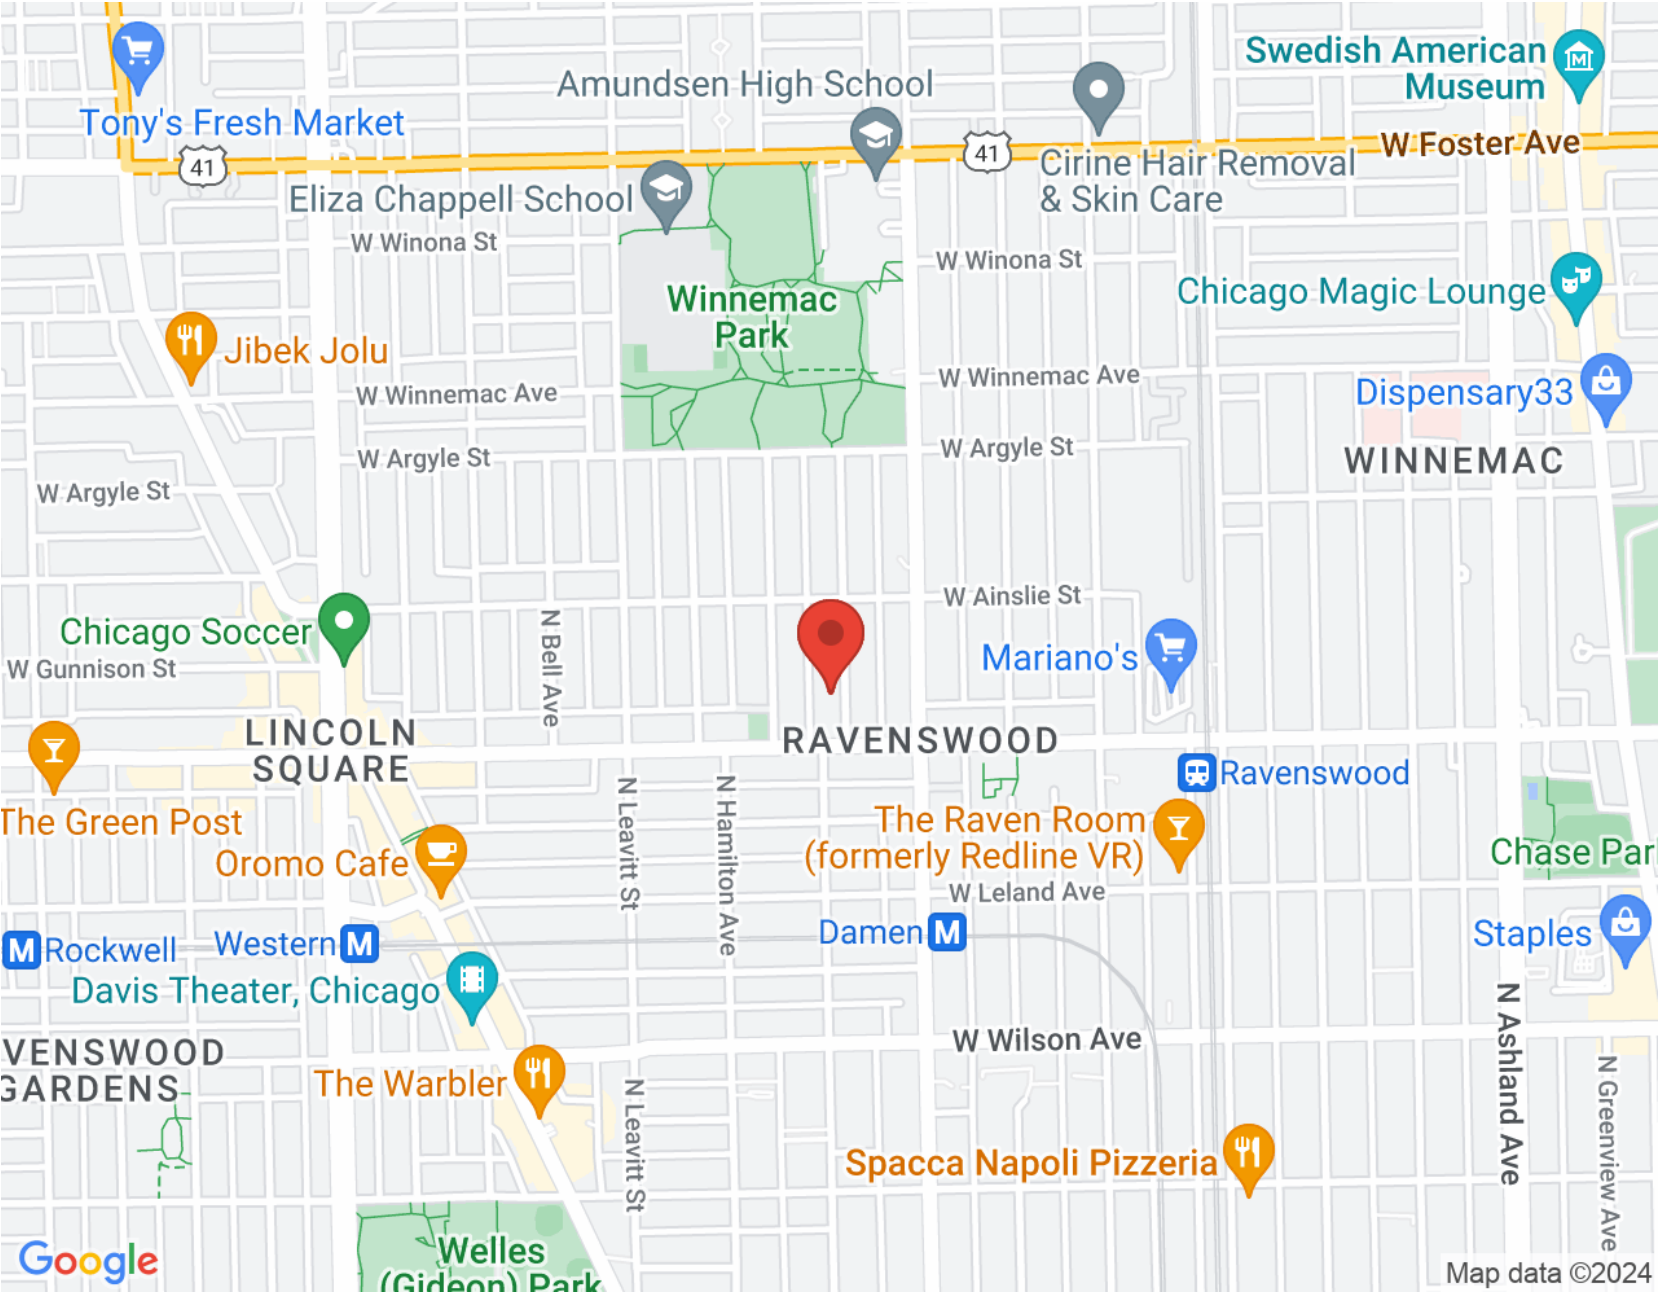 Swedish American
Museum
Amundsen High School
Tony's Fresh Market
41
41
W Foster Ave
Cirine Hair Removal
& Skin Care
Eliza Chappell School
W Winona St
W Winona St
Chicago Magic Lounge
Winnemac
Park
Jibek Jolu
W Winnemac Ave
W Winnemac Ave
Dispensary33
W Argyle St
W Argyle St
WINNEMAC
W Argyle St
W Ainslie St
Chicago Soccer
N Bell Ave
Mariano's
W Gunnison St
LINCOLN
SQUARE
RAVENSWOOD
Ravenswood
The Green Post
N Leavitt St
N Hamilton Ave
The Raven Room
(formerly Redline VR)
Oromo Cafe
Chase Par
W Leland Ave
M Rockwell
Western M
Damen M
Staples
Davis Theater, Chicago
N Ashland Ave
W Wilson Ave
VENSWOOD
GARDENS
The Warbler
N Leavitt St
N Greenview Ave
Spacca Napoli Pizzeria
Welles
(Gideon) Park
Google
Map data ©2024